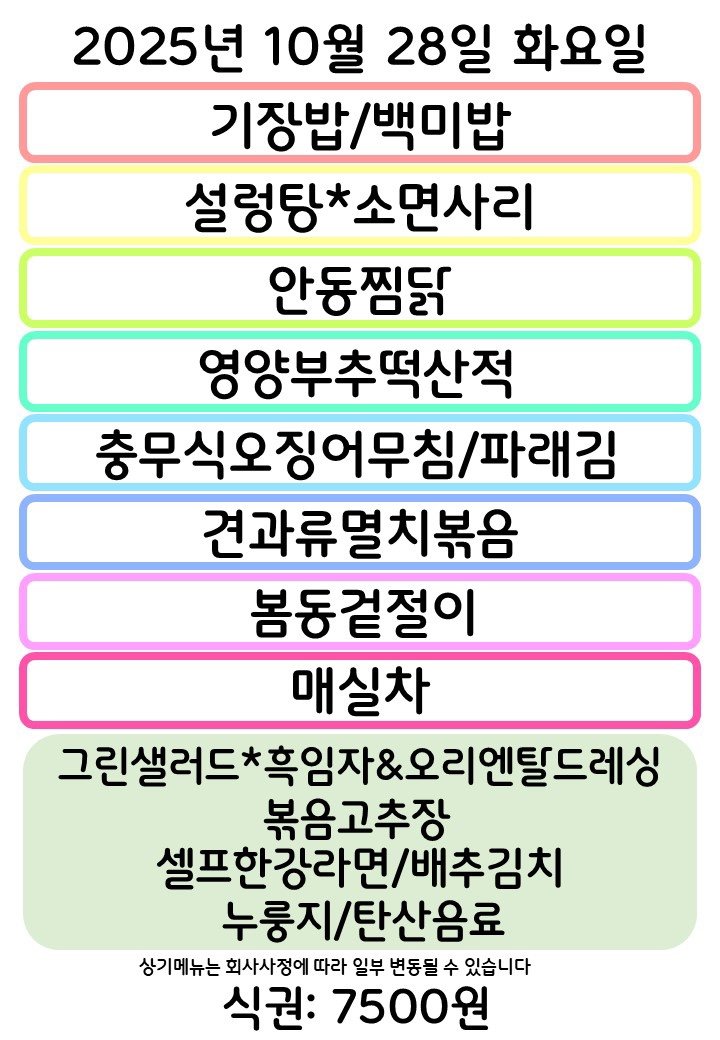 2025년 10월 28일 화요일
기장밥/백미밥
설렁탕*소면사리
안동찜닭
영양부추떡산적
충무식오징어무침/파래김
견과류멸치볶음
봄동겉절이
매실차
그린샐러드*흑임자&오리엔탈드레싱
볶음고추장
셀프한강라면/배추김치
누룽지/탄산음료
상기메뉴는 회사사정에 따라 일부 변동될 수 있습니다
식권: 7500원